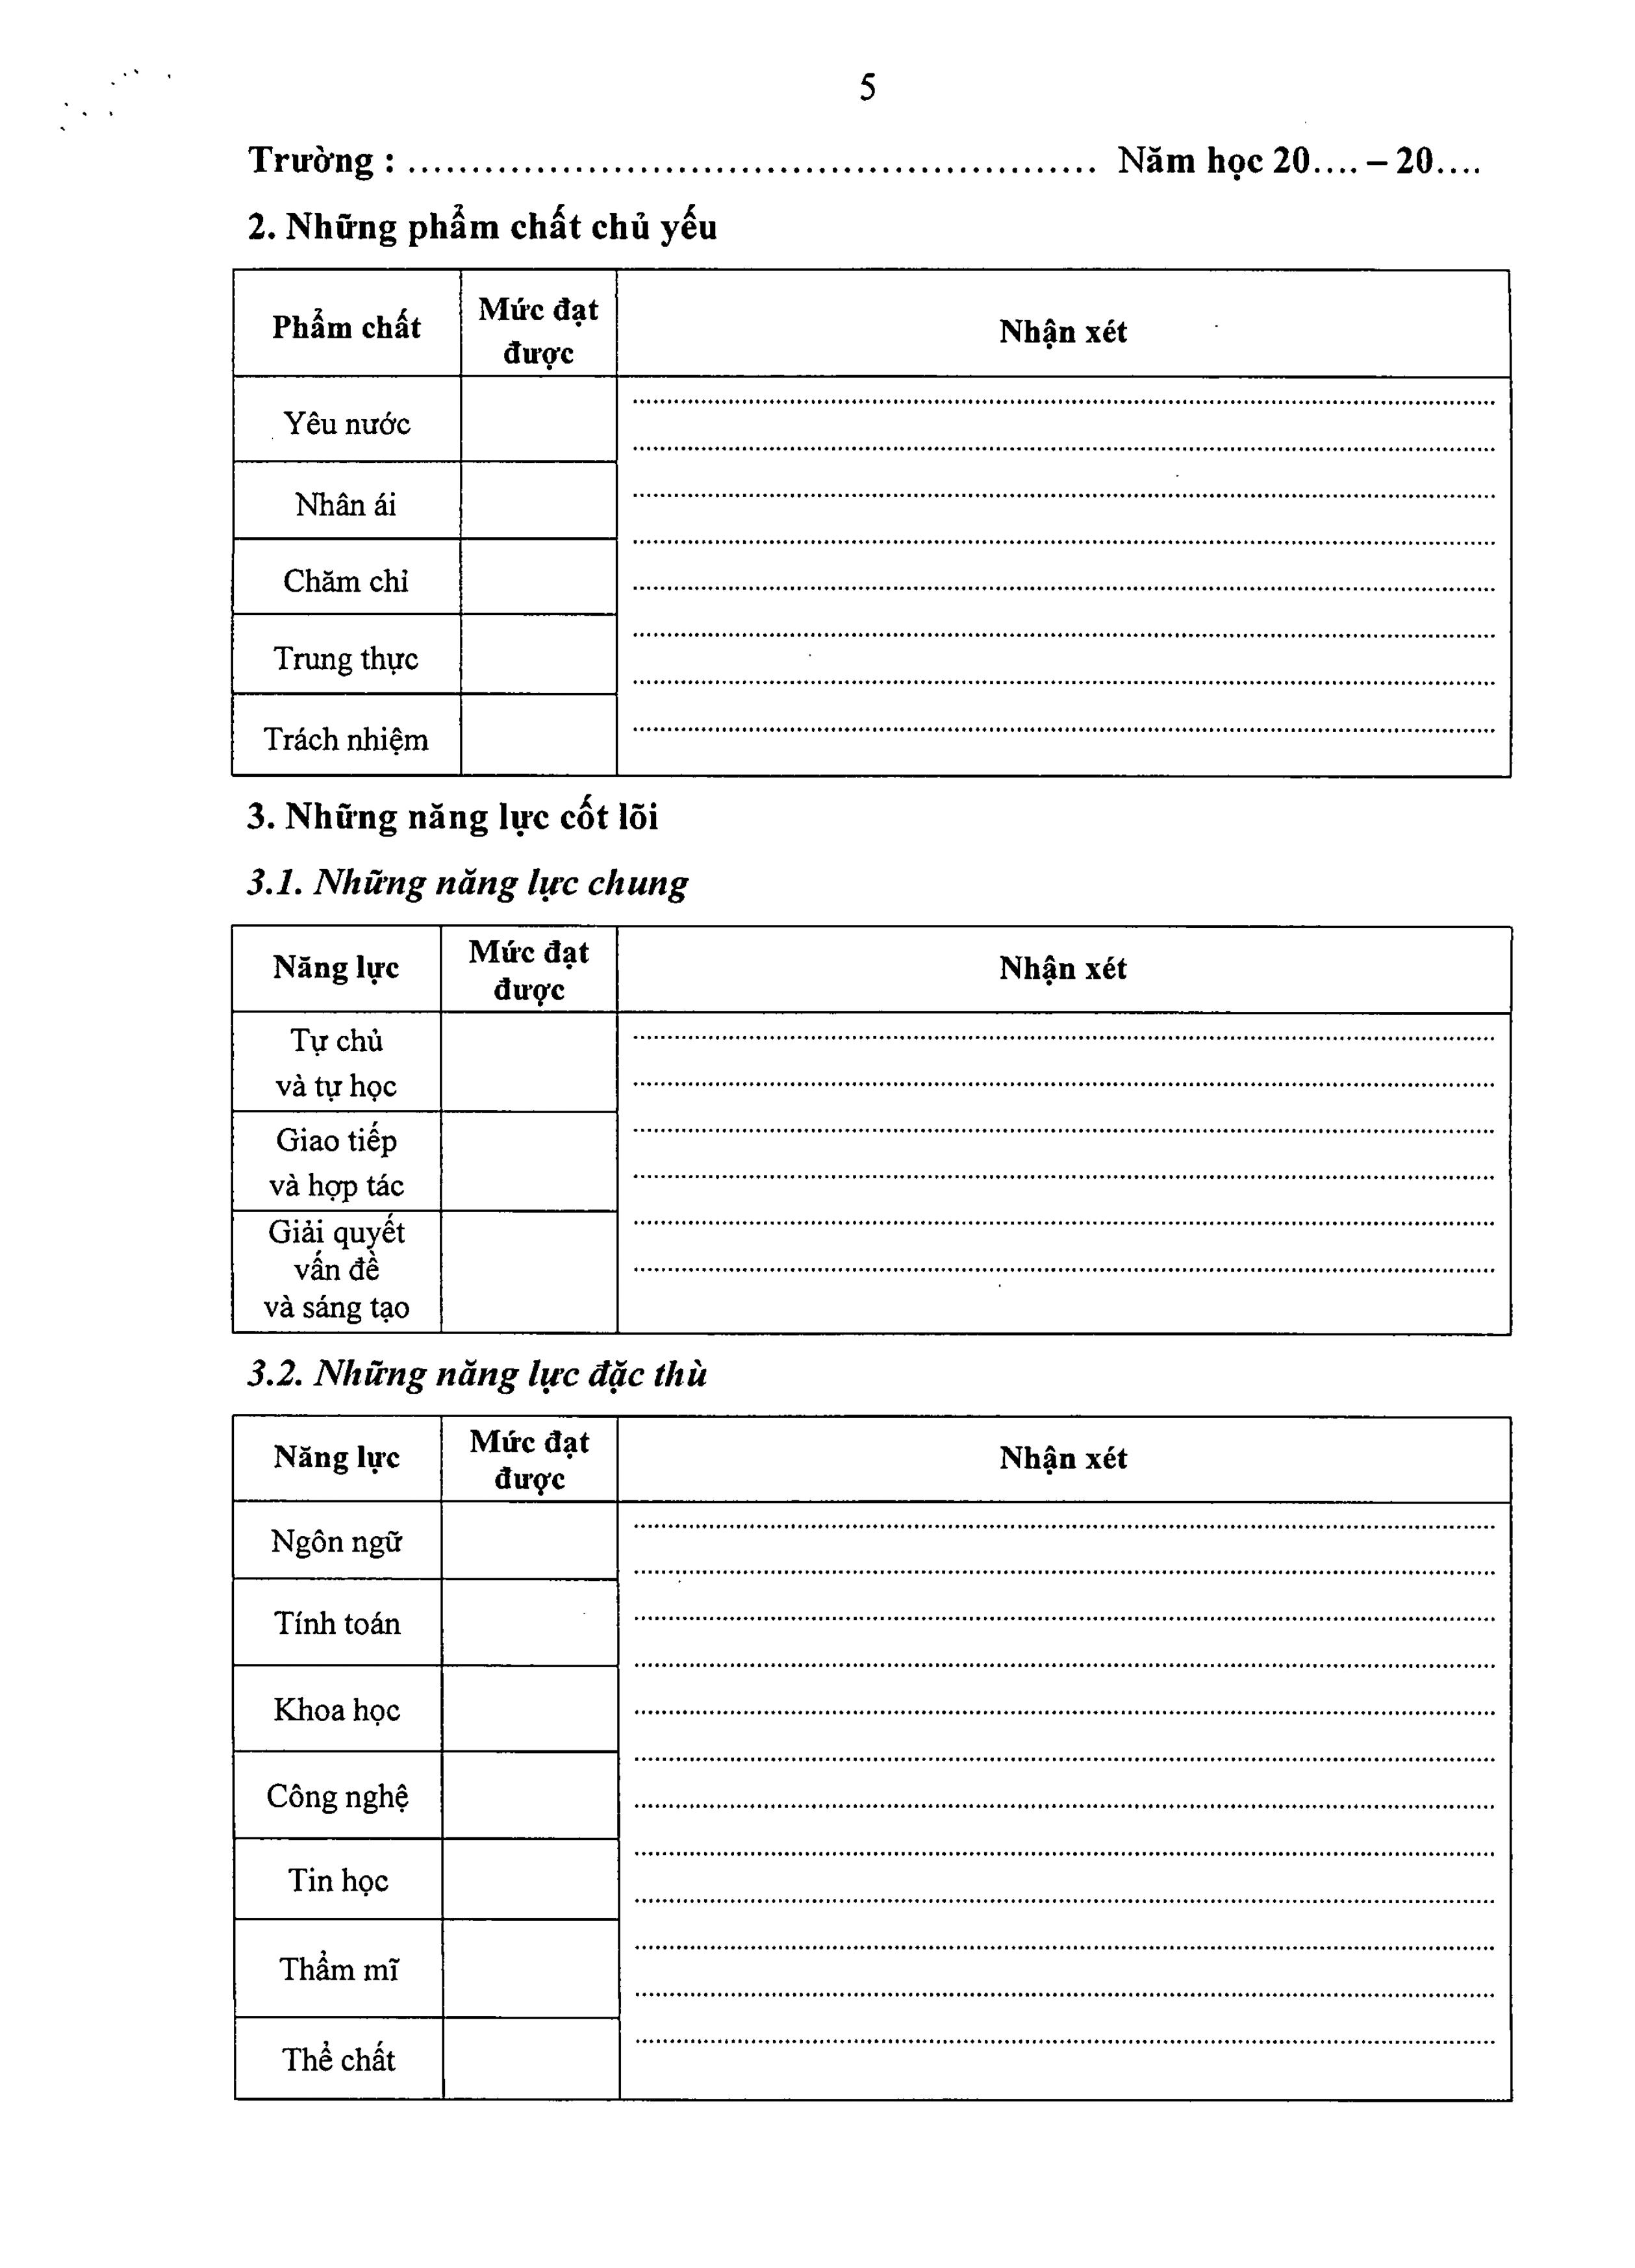 5
Trường : ...................................................... Năm học 20.... – 20....
2. Những phẩm chất chủ yếu
Phẩm chất
Mức đạt
được
Nhận xét
Yêu nước
Nhân ái
Chăm chỉ
Trung thực
Trách nhiệm
3. Những năng lực cốt lõi
3.1. Những năng lực chung
Năng lực
Mức đạt
được
Nhận xét
Tự chủ
và tự học
Giao tiếp
và hợp tác
Giải quyết
vấn đề
và sáng tạo
3.2. Những năng lực đặc thù
Năng lực
Mức đạt
được
Nhận xét
Ngôn ngữ
Tính toán
Khoa học
Công nghệ
Tin học
Thẩm mĩ
Thể chất